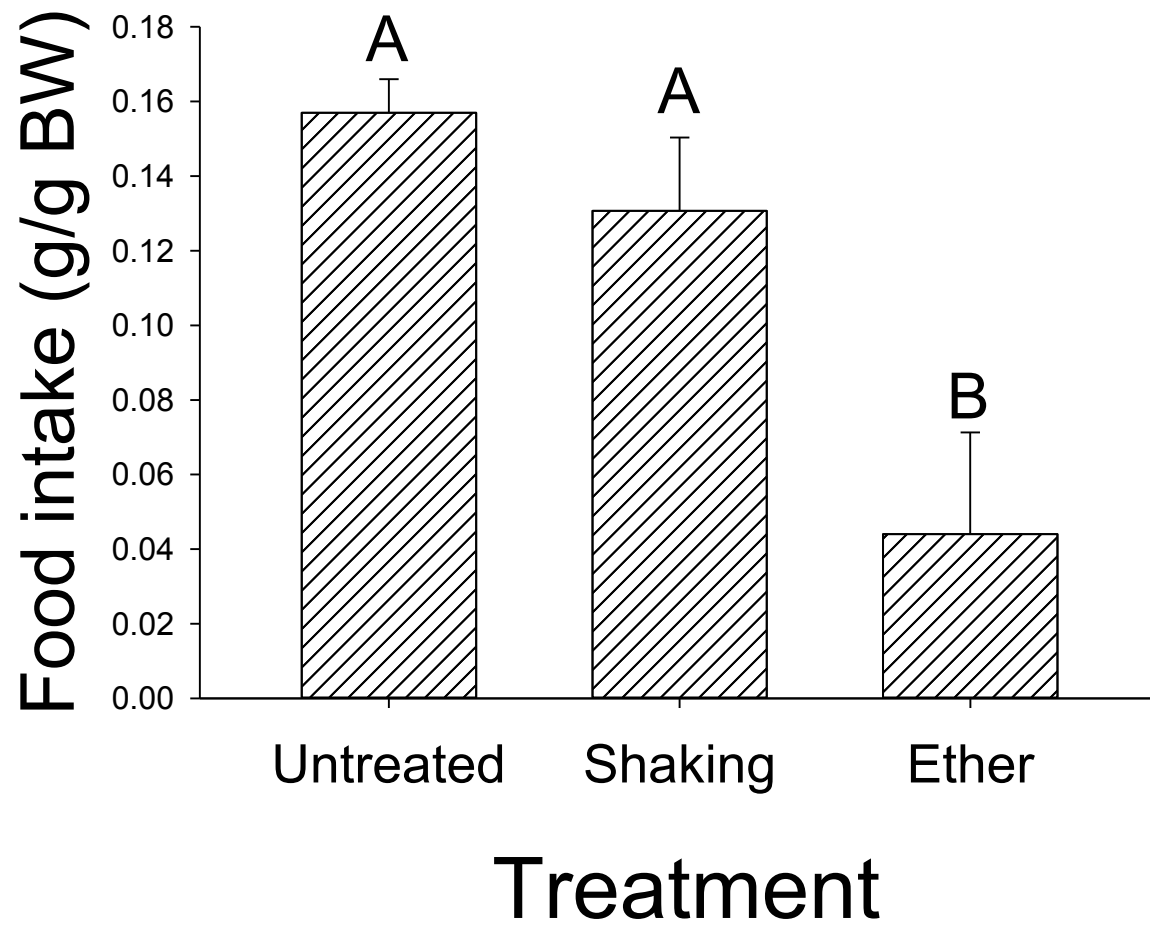 Food intake (g/g BW)
0.18
0.16
0.14
0.12
0.10
0.08
0.06
0.04
0.02
0.00
A
A
B
Untreated
Shaking
Ether
Treatment